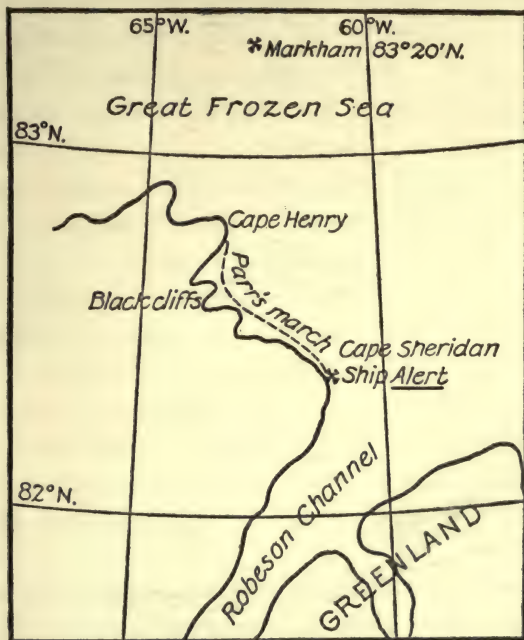 65°W.
60°W.
Markham 83°20'N.
Great Frozen Sea
83°N.
Cape Henry
Parr's march
Black cliffs
Cape Sheridan
Ship Alert
82°N.
Robeson Channel
GREENLAND